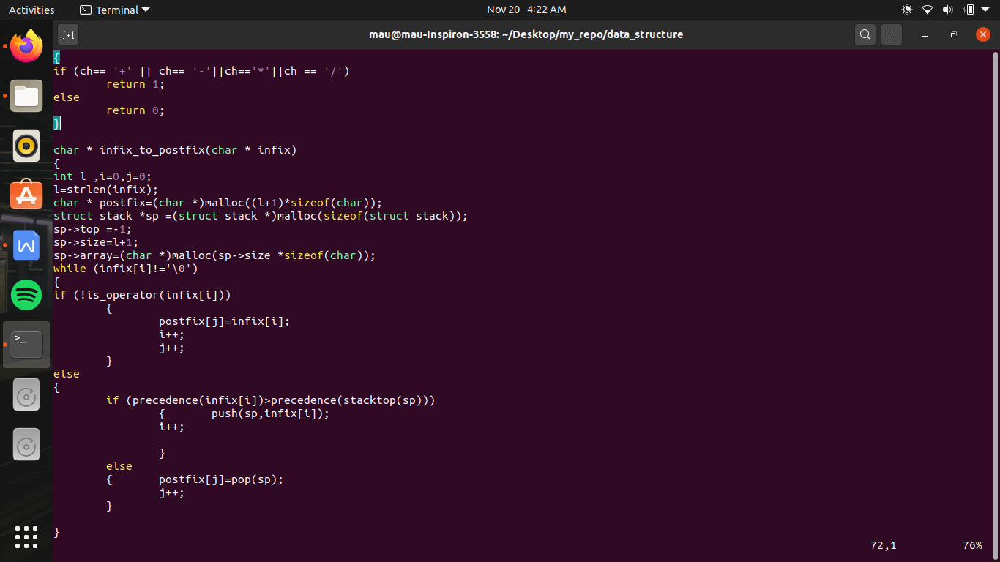 Activities Terminal Nov 20 4:22 AM
mau@mau-Inspiron-3558: ~/Desktop/my_repo/data_structure
{
if (ch== '+' || ch== '-'||ch=='*'||ch == '/')
        return 1;
else
        return 0;
}

char * infix_to_postfix(char * infix)
{
int l ,i=0,j=0;
l=strlen(infix);
char * postfix=(char *)malloc((l+1)*sizeof(char));
struct stack *sp =(struct stack *)malloc(sizeof(struct stack));
sp->top =-1;
sp->size=l+1;
sp->array=(char *)malloc(sp->size *sizeof(char));
while (infix[i]!='\0')
{
if (!is_operator(infix[i]))
        {
                postfix[j]=infix[i];
                i++;
                j++;
        }
else
{
        if (precedence(infix[i])>precedence(stacktop(sp)))
                {       push(sp,infix[i]);
                i++;

                }
        else
        {       postfix[j]=pop(sp);
                j++;
        }

}
72,1 76%